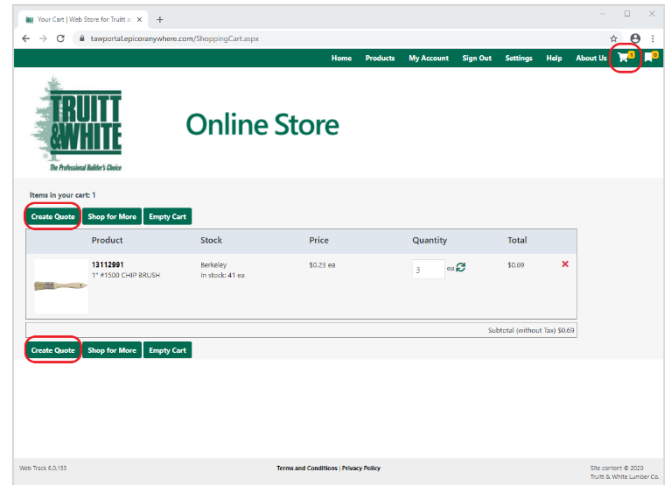 Your Cart | Web Store for Truitt &
tawportal.epicoranywhere.com/ShoppingCart.aspx
Home Products My Account Sign Out Settings Help About Us 1 0
TRUITT
&WHITE
The Professional Builder's Choice
Online Store
Items in your cart: 1
Create Quote Shop for More Empty Cart
Product Stock Price Quantity Total
13112991 Berkeley $0.23 ea 3 ea $0.69
1" #1500 CHIP BRUSH In stock: 41 ea
Subtotal (without Tax) $0.69
Create Quote Shop for More Empty Cart
Web Track 6.0.153 Terms and Conditions | Privacy Policy Site content © 2020
Truitt & White Lumber Co.